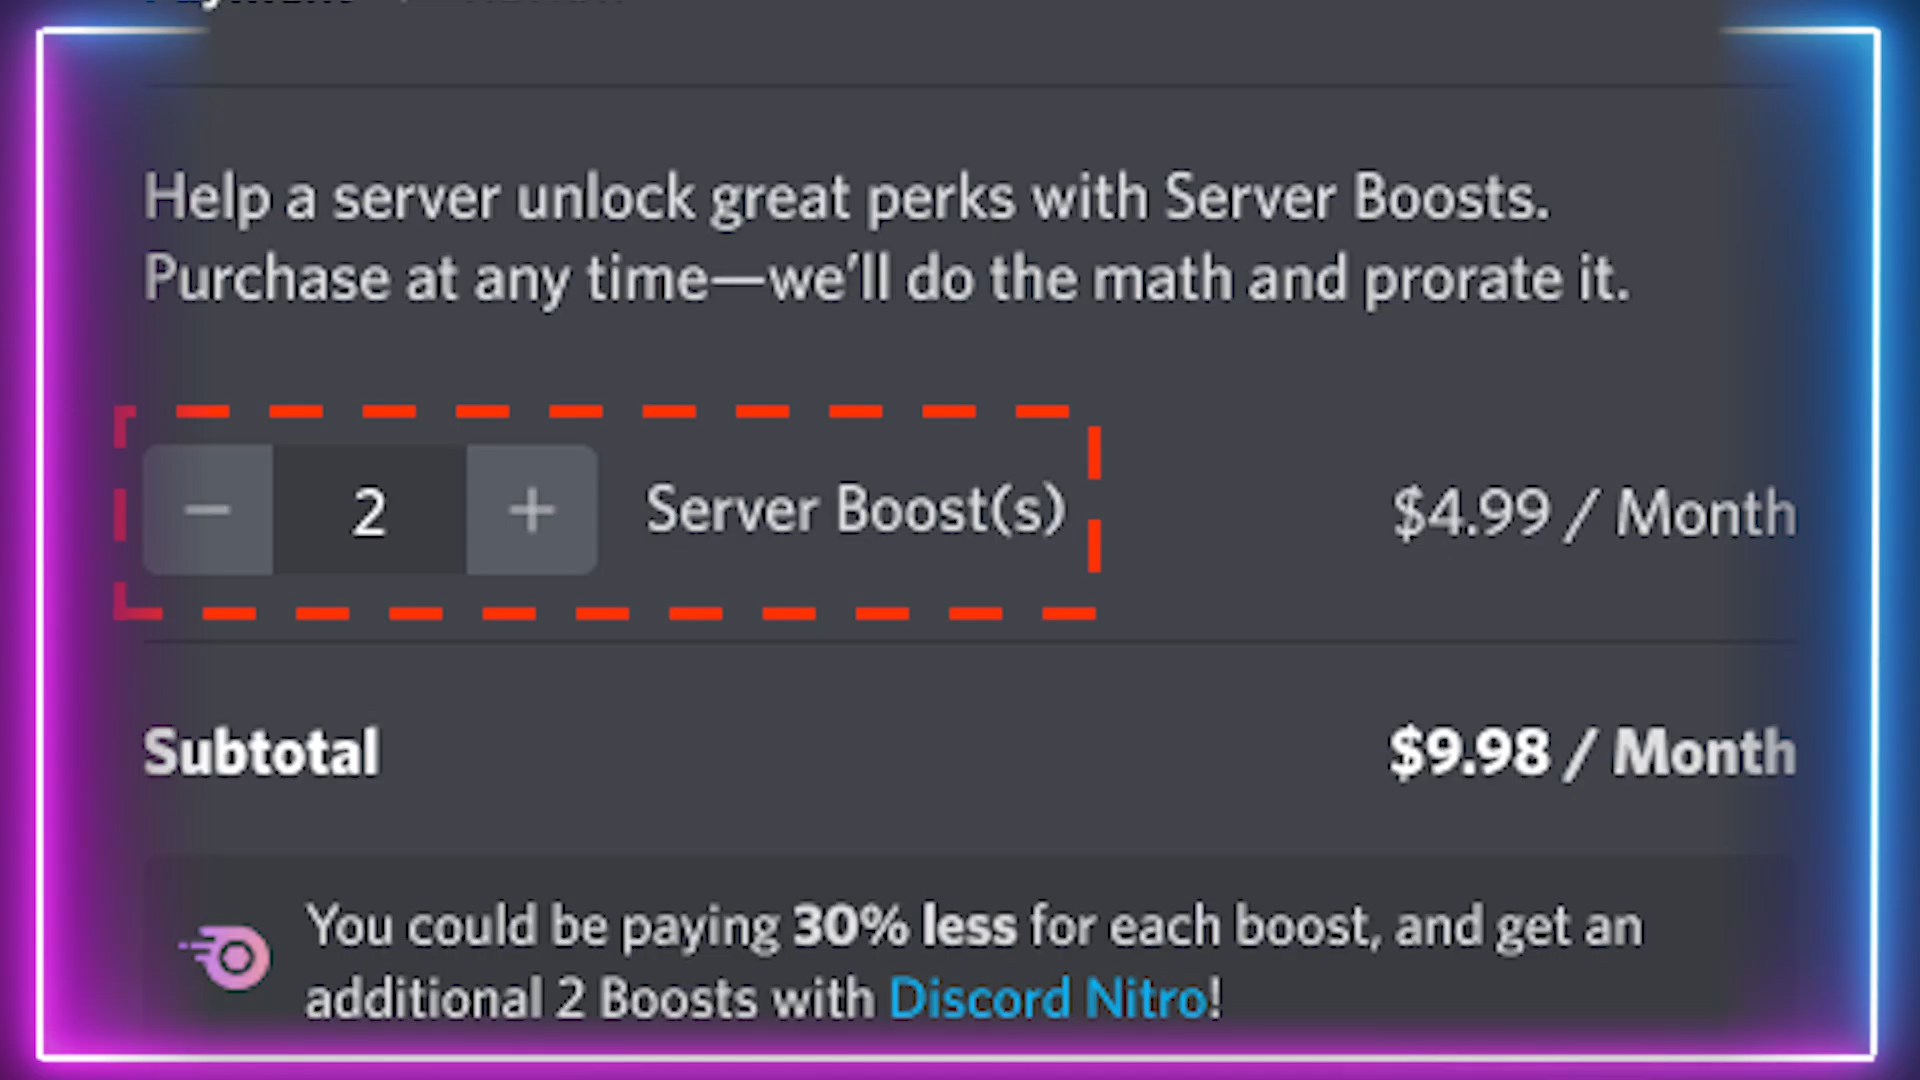 Help a server unlock great perks with Server Boosts.
Purchase at any time—we'll do the math and prorate it.
− 2 + Server Boost(s) $4.99 / Month
Subtotal $9.98 / Month
You could be paying 30% less for each boost, and get an
additional 2 Boosts with Discord Nitro!